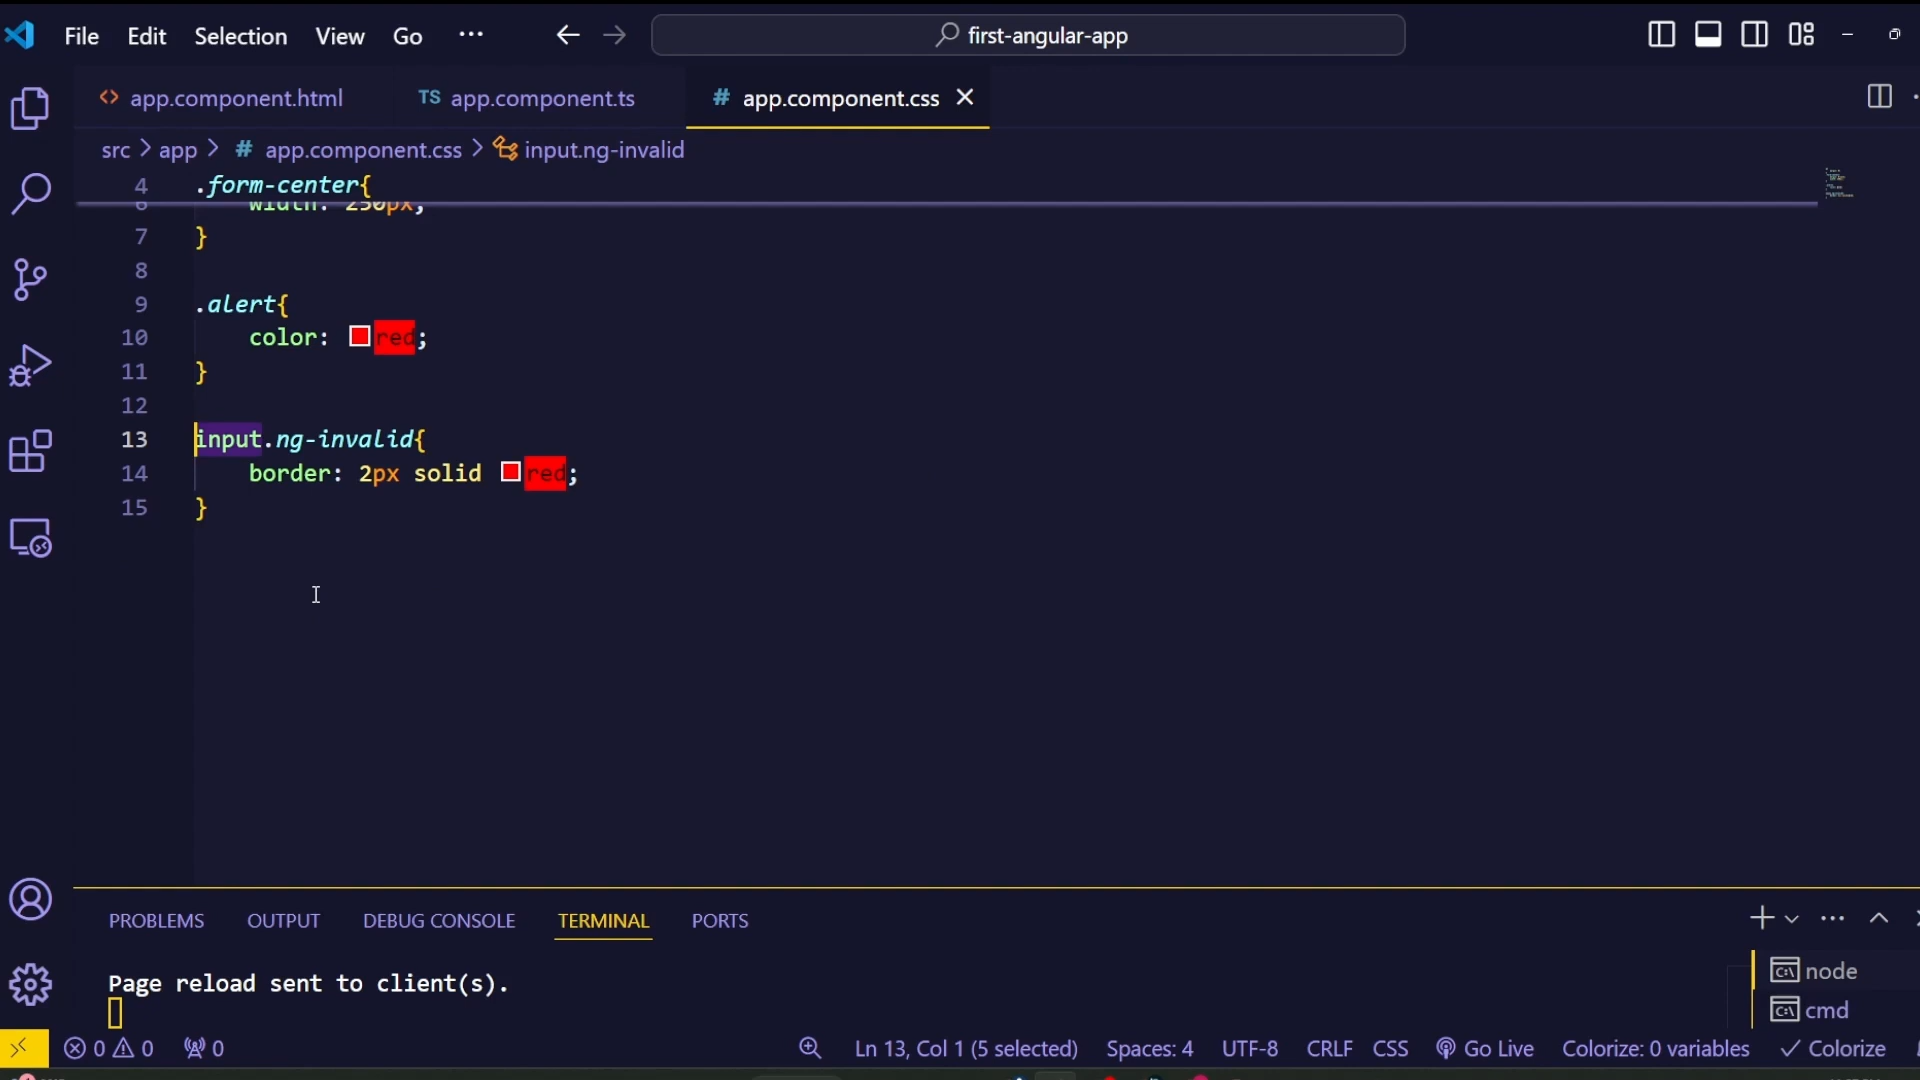 File Edit Selection View Go ··· first-angular-app
app.component.html TS app.component.ts # app.component.css
src > app > # app.component.css > input.ng-invalid
4 .form-center{
6 width: 250px;
7 }
8
9 .alert{
10 color: red;
11 }
12
13 input.ng-invalid{
14 border: 2px solid red;
15 }
PROBLEMS OUTPUT DEBUG CONSOLE TERMINAL PORTS
Page reload sent to client(s).
node
cmd
0 0 0 Ln 13, Col 1 (5 selected) Spaces: 4 UTF-8 CRLF CSS Go Live Colorize: 0 variables Colorize